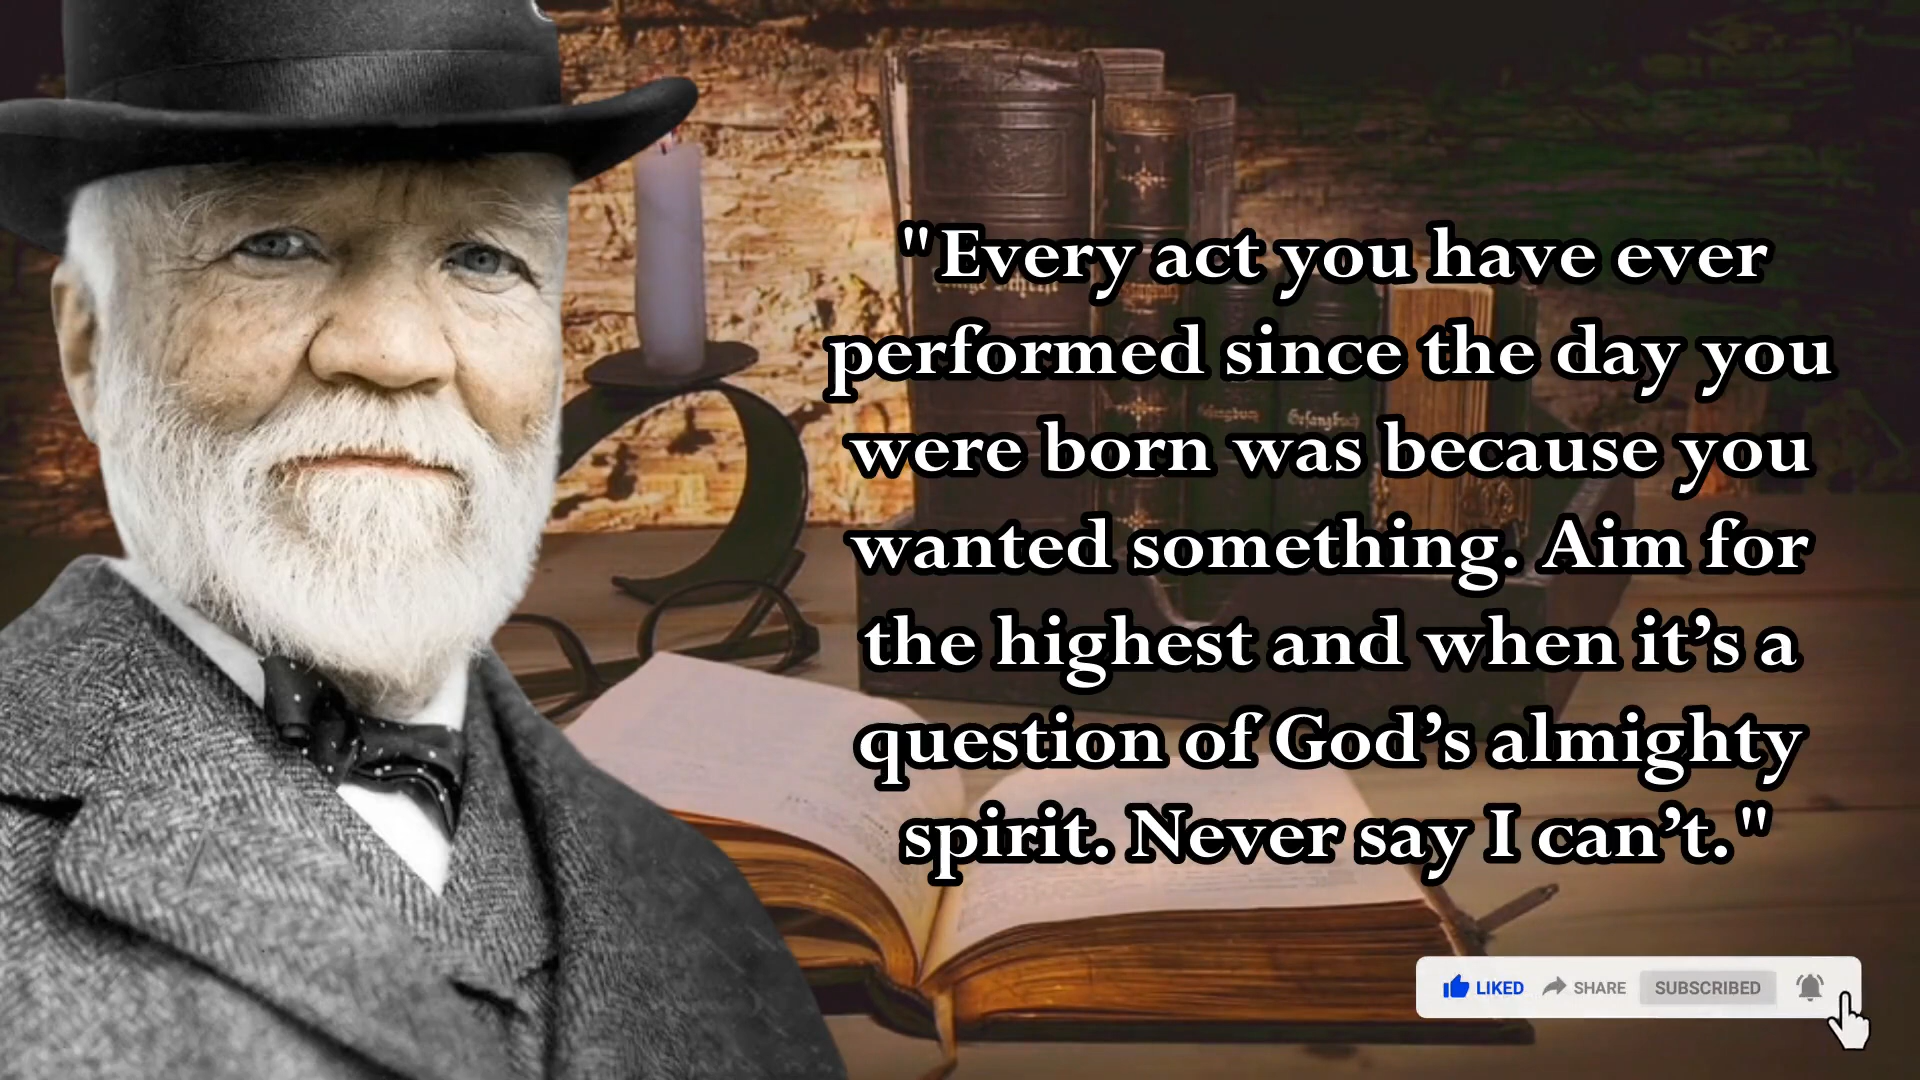 "Every act you have ever
performed since the day you
were born was because you
wanted something. Aim for
the highest and when it’s a
question of God’s almighty
spirit. Never say I can’t."
Gesangbuch
LIKED SHARE SUBSCRIBED